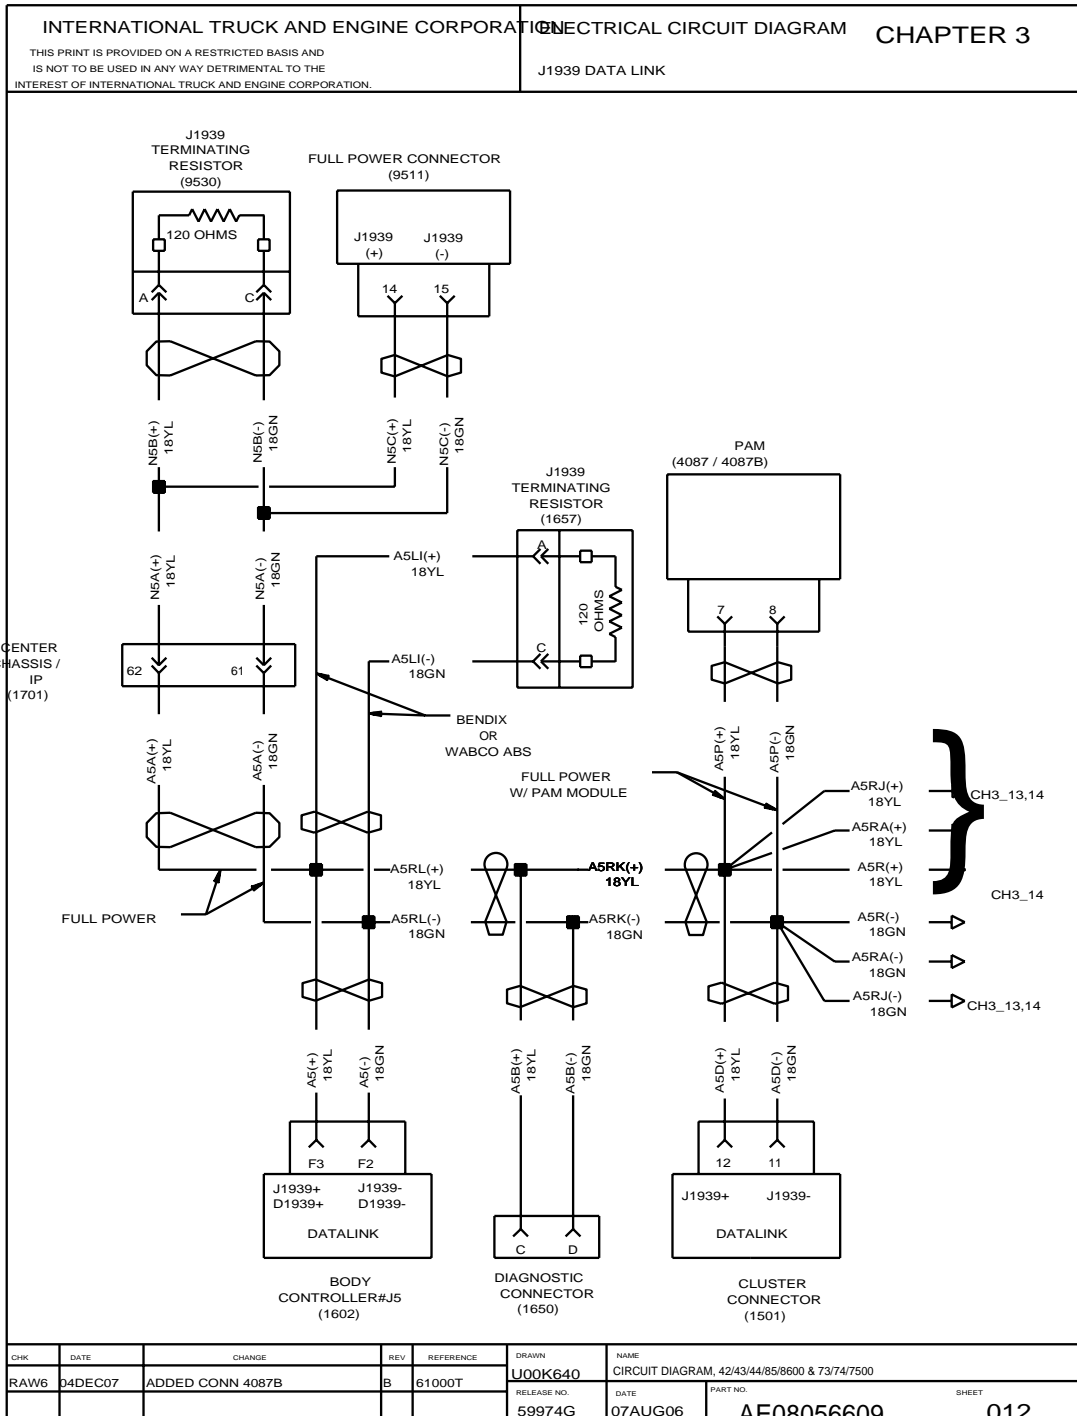 INTERNATIONAL TRUCK AND ENGINE CORPORATION
THIS PRINT IS PROVIDED ON A RESTRICTED BASIS AND
IS NOT TO BE USED IN ANY WAY DETRIMENTAL TO THE
INTEREST OF INTERNATIONAL TRUCK AND ENGINE CORPORATION.
ELECTRICAL CIRCUIT DIAGRAM
CHAPTER 3
J1939 DATA LINK
J1939
TERMINATING
RESISTOR
(9530)
120 OHMS
A
C
FULL POWER CONNECTOR
(9511)
J1939
(+)
J1939
(-)
14
15
N5B(+)
18YL
N5B(-)
18GN
N5C(+)
18YL
N5C(-)
18GN
J1939
TERMINATING
RESISTOR
(1657)
A
120
OHMS
C
PAM
(4087 / 4087B)
7
8
N5A(+)
18YL
N5A(-)
18GN
A5LI(+)
18YL
A5LI(-)
18GN
CENTER
CHASSIS /
IP
(1701)
62
61
BENDIX
OR
WABCO ABS
A5A(+)
18YL
A5A(-)
18GN
A5P(+)
18YL
A5P(-)
18GN
FULL POWER
W/ PAM MODULE
A5RJ(+)
18YL
CH3_13,14
A5RA(+)
18YL
A5RL(+)
18YL
A5RK(+)
18YL
A5R(+)
18YL
CH3_14
FULL POWER
A5RL(-)
18GN
A5RK(-)
18GN
A5R(-)
18GN
A5RA(-)
18GN
A5RJ(-)
18GN
CH3_13,14
A5(+)
18YL
A5(-)
18GN
A5B(+)
18YL
A5B(-)
18GN
A5D(+)
18YL
A5D(-)
18GN
F3
F2
J1939+
D1939+
J1939-
D1939-
DATALINK
BODY
CONTROLLER#J5
(1602)
C
D
DIAGNOSTIC
CONNECTOR
(1650)
12
11
J1939+
J1939-
DATALINK
CLUSTER
CONNECTOR
(1501)
CHK
DATE
CHANGE
REV
REFERENCE
RAW6
04DEC07
ADDED CONN 4087B
B
61000T
DRAWN
U00K640
NAME
CIRCUIT DIAGRAM, 42/43/44/85/8600 & 73/74/7500
RELEASE NO.
59974G
DATE
07AUG06
PART NO.
AE08056609
SHEET
012